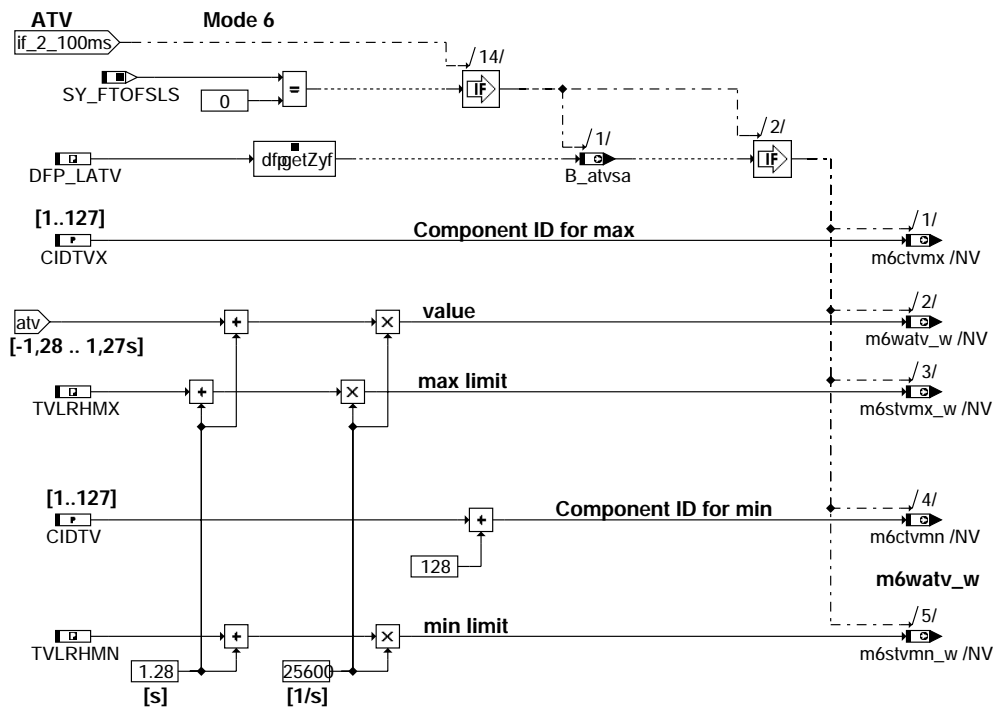 ATV
Mode 6
if_2_100ms
/14/
SY_FTOFSLS
0
=
IF
/2/
/1/
DFP_LATV
dfpgetZyf
B_atvsa
IF
[1..127]
Component ID for max
/1/
CIDTVX
m6ctvmx /NV
value
/2/
atv
+
×
[-1,28 .. 1,27s]
m6watv_w /NV
max limit
/3/
TVLRHMX
+
×
m6stvmx_w /NV
[1..127]
Component ID for min
/4/
CIDTV
+
m6ctvmn /NV
128
m6watv_w
min limit
/5/
TVLRHMN
+
×
m6stvmn_w /NV
1.28
25600
[s]
[1/s]